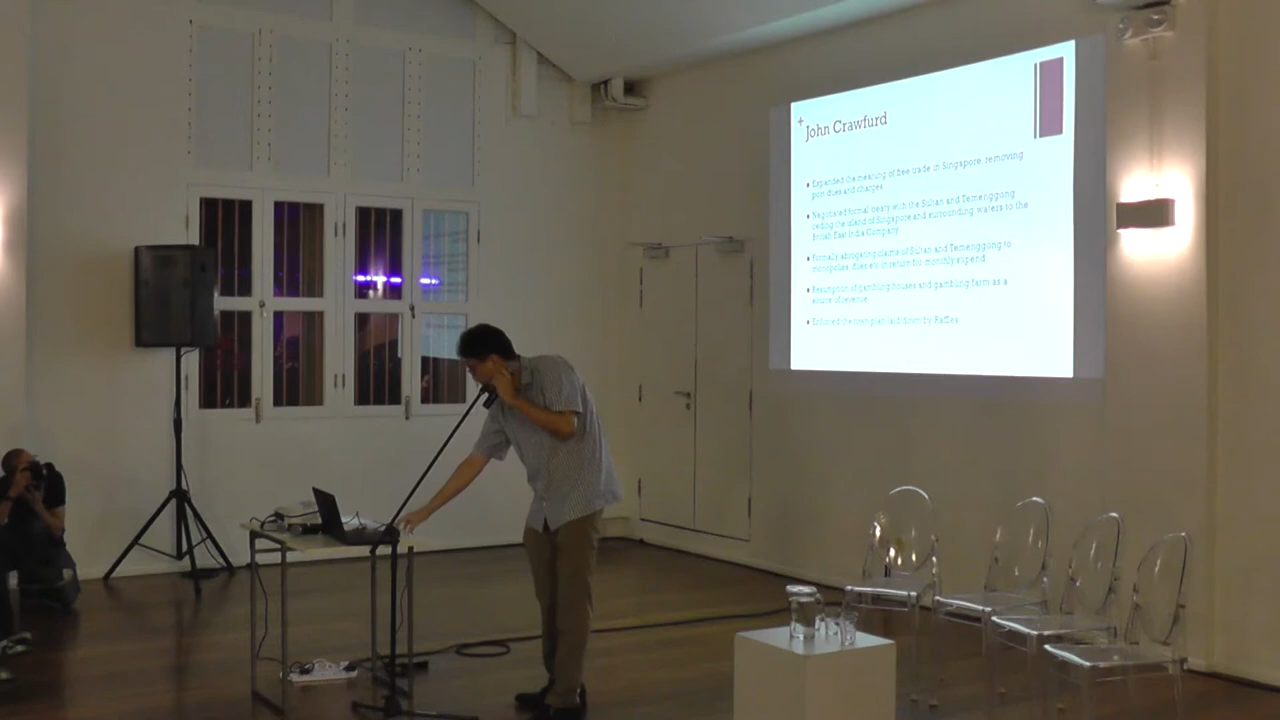 +
John Crawfurd
Expanded the meaning of free trade in Singapore, removing
port dues and charges
Negotiated formal treaty with the Sultan and Temenggong
ceding the island of Singapore and surrounding waters to the
British East India Company
Formally abrogating claims of Sultan and Temenggong to
monopolies, dues etc in return for monthly stipend
Resumption of gambling houses and gambling farm as a
source of revenue
Enforced the town plan laid down by Raffles